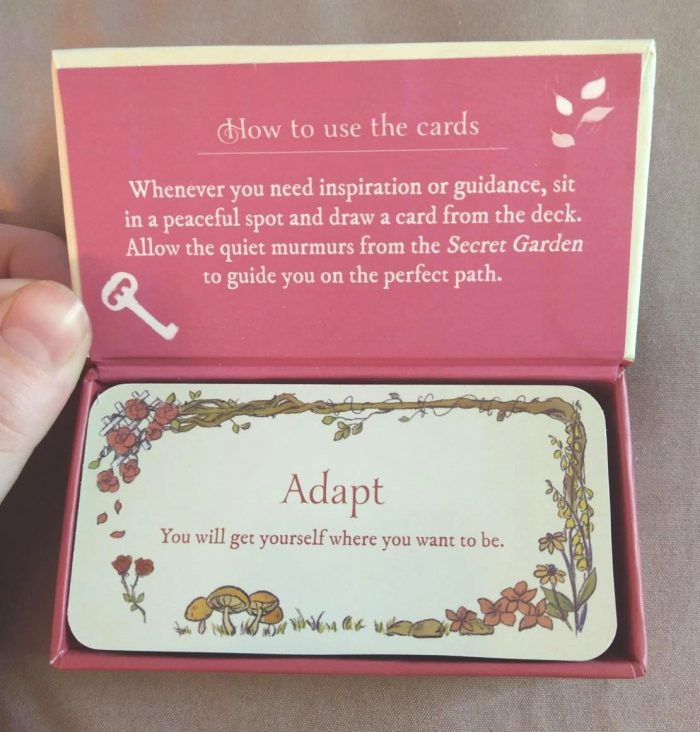 How to use the cards
Whenever you need inspiration or guidance, sit
in a peaceful spot and draw a card from the deck.
Allow the quiet murmurs from the Secret Garden
to guide you on the perfect path.
Adapt
You will get yourself where you want to be.